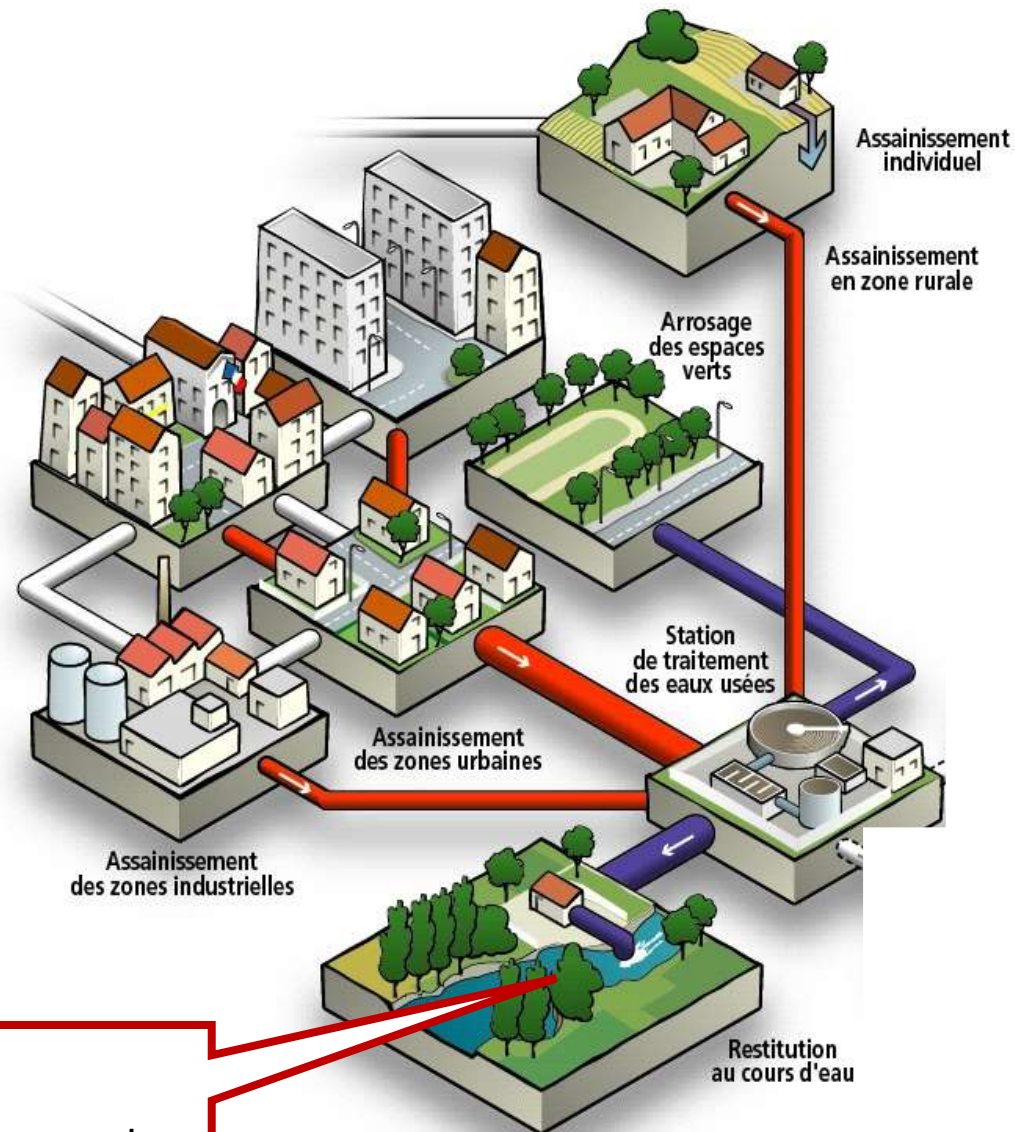 Assainissement
individuel
Assainissement
en zone rurale
Arrosage
des espaces
verts
Station
de traitement
des eaux usées
Assainissement
des zones urbaines
Assainissement
des zones industrielles
Restitution
au cours d'eau